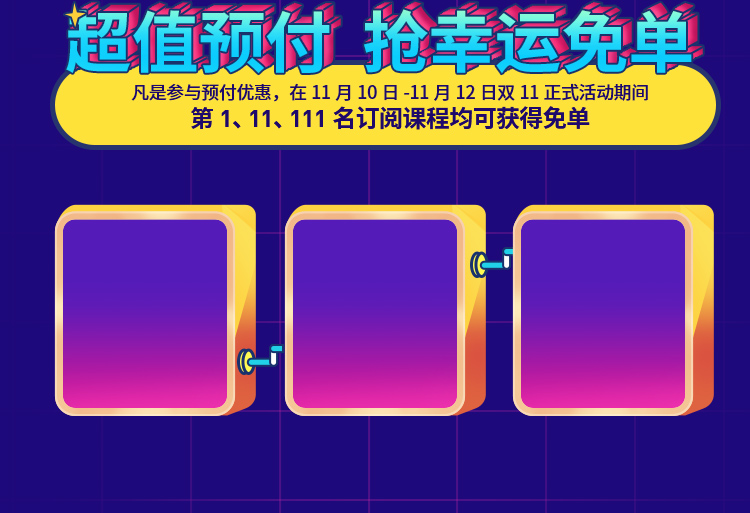 超值预付 抢幸运免单
凡是参与预付优惠，在 11 月 10 日 -11 月 12 日双 11 正式活动期间
第 1、11、111 名订阅课程均可获得免单